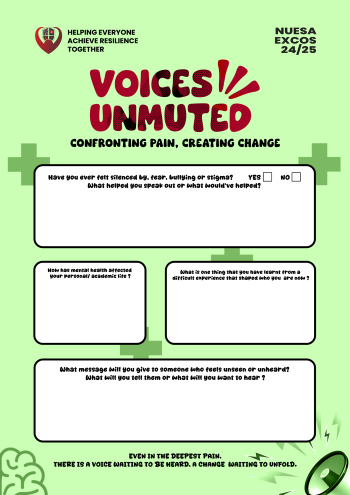 HELPING EVERYONE
ACHIEVE RESILIENCE
TOGETHER
NUESA
EXCOS
24/25
VOICES
UNMUTED
CONFRONTING PAIN, CREATING CHANGE
Have you ever felt silenced by, fear, bullying or stigma? YES NO
What helped you speak out or what would've helped?
How has mental health affected
your personal/ academic life ?
What is one thing that you have learnt from a
difficult experience that shaped who you are now ?
What message will you give to someone who feels unseen or unheard?
What will you tell them or what will you want to hear ?
EVEN IN THE DEEPEST PAIN,
THERE IS A VOICE WAITING TO BE HEARD, A CHANGE WAITING TO UNFOLD.